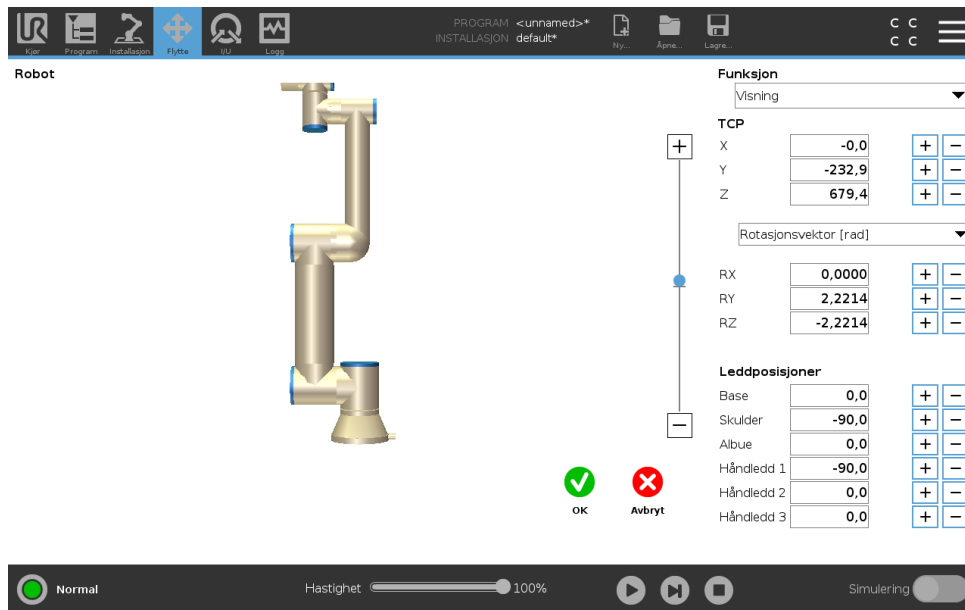 UR
PROGRAM <unnamed>*
INSTALLASJON default*
C C
C C
Kjør Program Installasjon Flytte I/U Logg Ny... Åpne... Lagre...
Robot
Funksjon
Visning
TCP
X -0,0 + −
Y -232,9 + −
Z 679,4 + −
Rotasjonsvektor [rad]
RX 0,0000 + −
RY 2,2214 + −
RZ -2,2214 + −
Leddposisjoner
Base 0,0 + −
Skulder -90,0 + −
Albue 0,0 + −
Håndledd 1 -90,0 + −
Håndledd 2 0,0 + −
Håndledd 3 0,0 + −
+
−
OK Avbryt
Normal Hastighet 100% Simulering